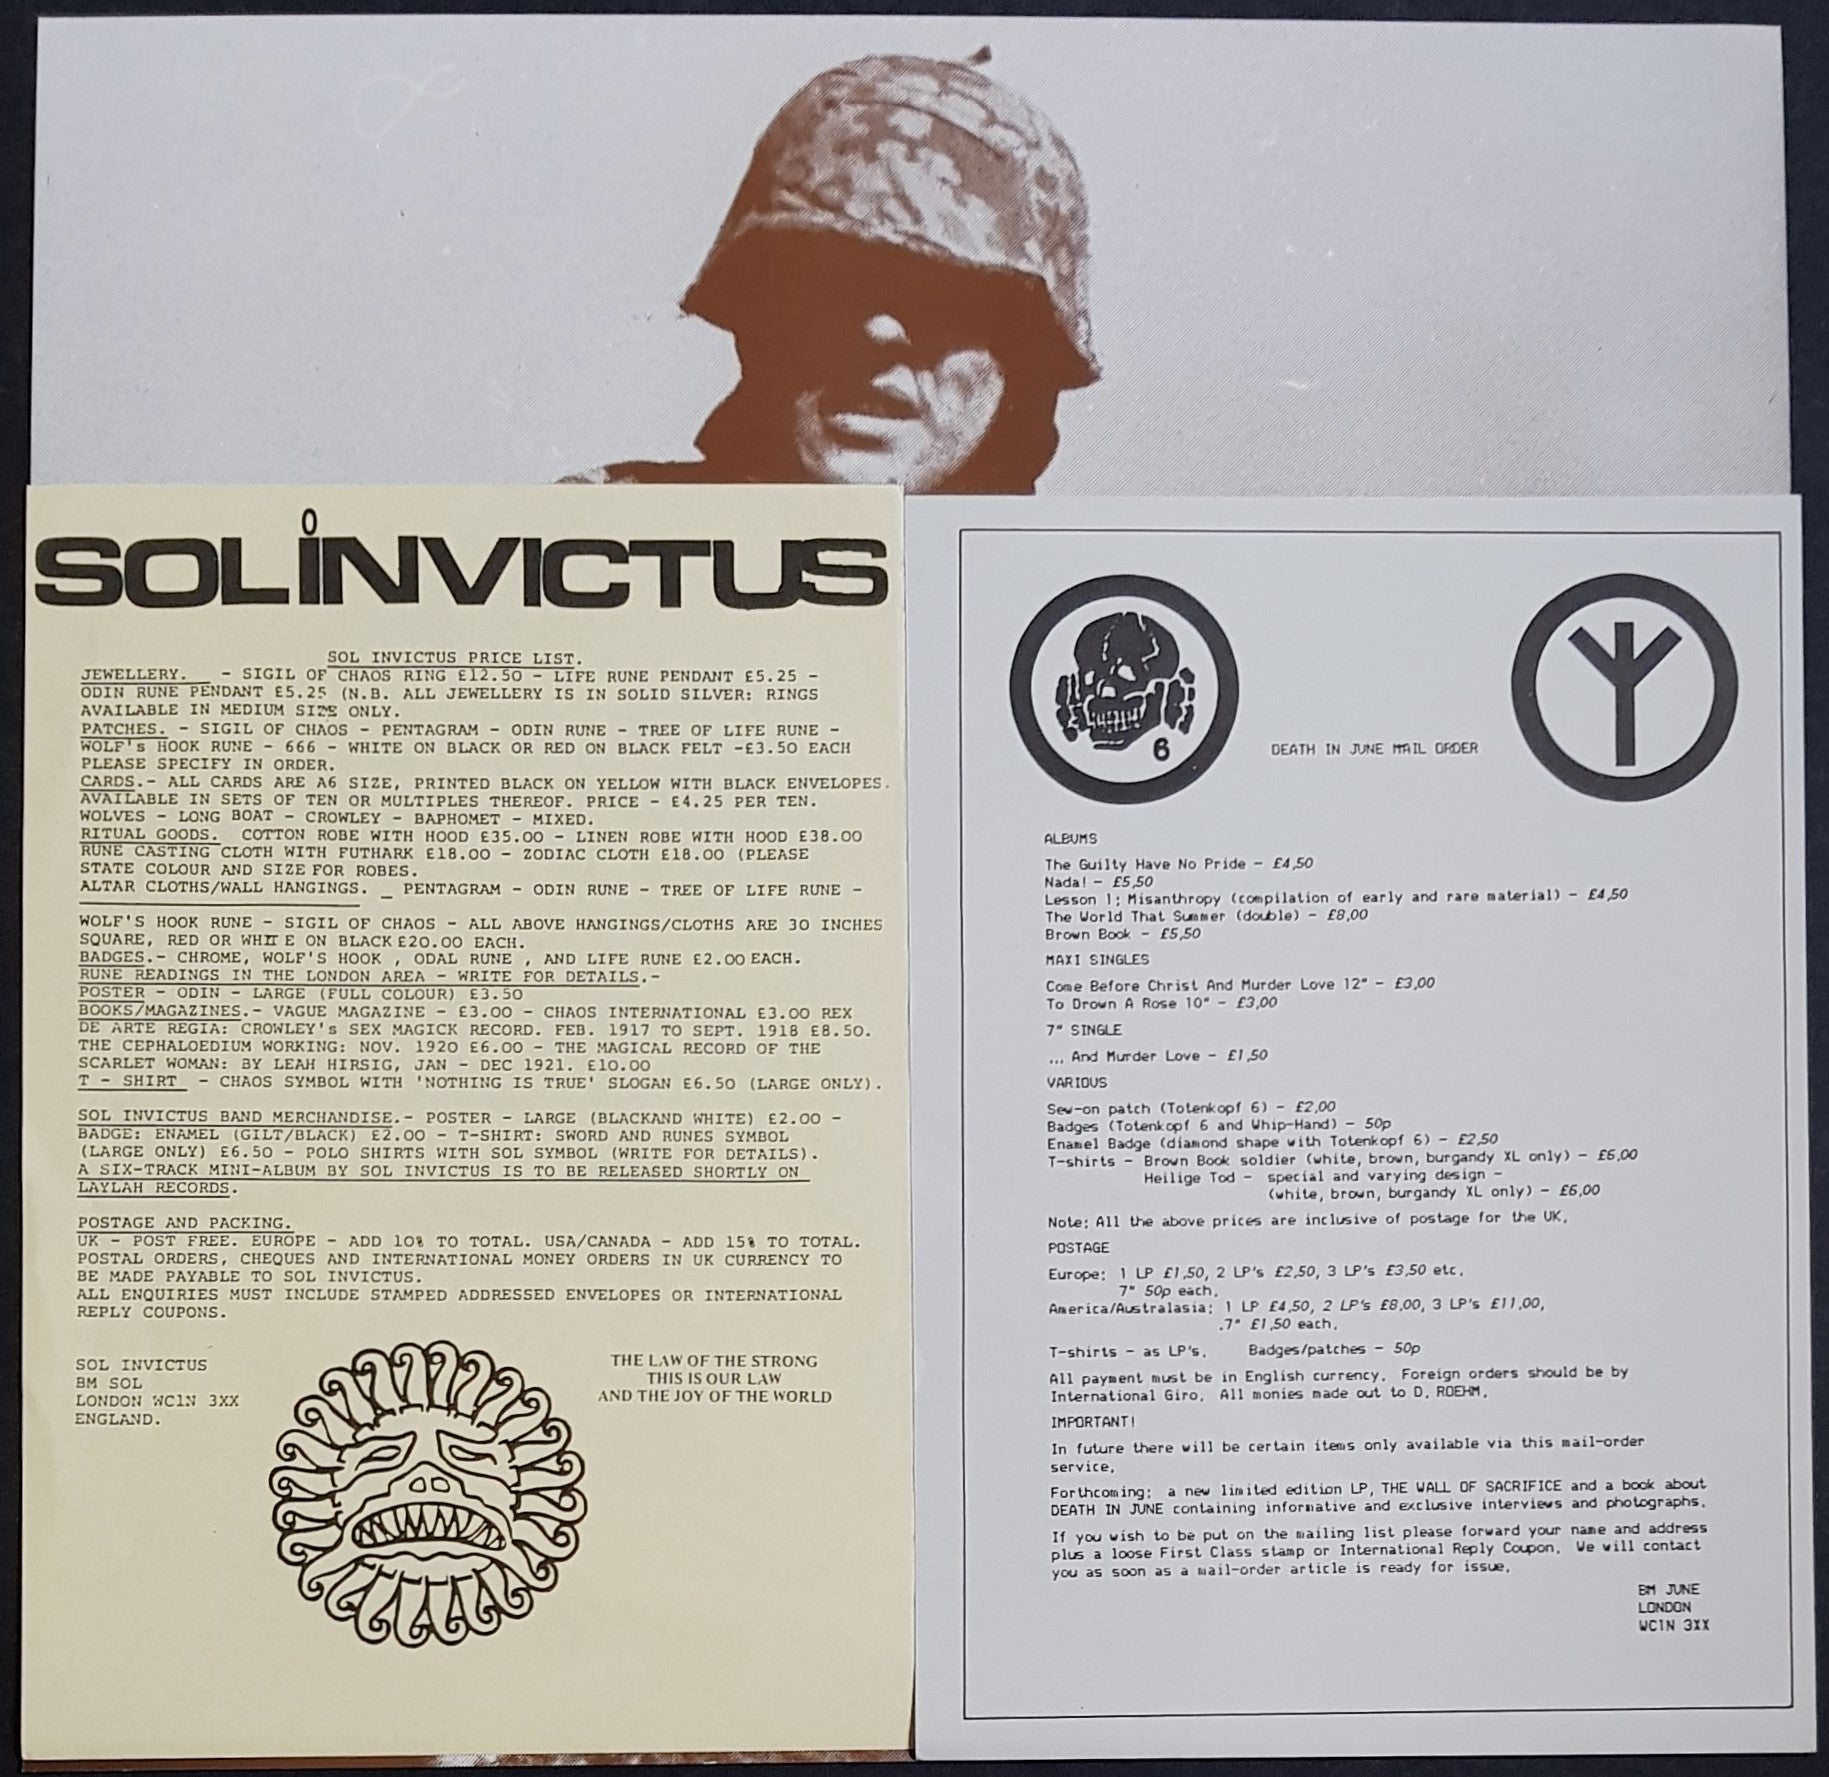 SOLINVICTUS
SOL INVICTUS PRICE LIST.
JEWELLERY. - SIGIL OF CHAOS RING £12.50 - LIFE RUNE PENDANT £5.25 -
ODIN RUNE PENDANT £5.25 (N.B. ALL JEWELLERY IS IN SOLID SILVER: RINGS
AVAILABLE IN MEDIUM SIZE ONLY.
PATCHES. - SIGIL OF CHAOS - PENTAGRAM - ODIN RUNE - TREE OF LIFE RUNE -
WOLF's HOOK RUNE - 666 - WHITE ON BLACK OR RED ON BLACK FELT -£3.50 EACH
PLEASE SPECIFY IN ORDER.
CARDS.- ALL CARDS ARE A6 SIZE, PRINTED BLACK ON YELLOW WITH BLACK ENVELOPES.
AVAILABLE IN SETS OF TEN OR MULTIPLES THEREOF. PRICE - £4.25 PER TEN.
WOLVES - LONG BOAT - CROWLEY - BAPHOMET - MIXED.
RITUAL GOODS. COTTON ROBE WITH HOOD £35.00 - LINEN ROBE WITH HOOD £38.00
RUNE CASTING CLOTH WITH FUTHARK £18.00 - ZODIAC CLOTH £18.00 (PLEASE
STATE COLOUR AND SIZE FOR ROBES.
ALTAR CLOTHS/WALL HANGINGS. _ PENTAGRAM - ODIN RUNE - TREE OF LIFE RUNE -
WOLF'S HOOK RUNE - SIGIL OF CHAOS - ALL ABOVE HANGINGS/CLOTHS ARE 30 INCHES
SQUARE, RED OR WHITE ON BLACK £20.00 EACH.
BADGES.- CHROME, WOLF'S HOOK , ODAL RUNE , AND LIFE RUNE £2.00 EACH.
RUNE READINGS IN THE LONDON AREA - WRITE FOR DETAILS.-
POSTER - ODIN - LARGE (FULL COLOUR) £3.50
BOOKS/MAGAZINES.- VAGUE MAGAZINE - £3.00 - CHAOS INTERNATIONAL £3.00 REX
DE ARTE REGIA: CROWLEY's SEX MAGICK RECORD. FEB. 1917 TO SEPT. 1918 £8.50.
THE CEPHALOEDIUM WORKING: NOV. 1920 £6.00 - THE MAGICAL RECORD OF THE
SCARLET WOMAN: BY LEAH HIRSIG, JAN - DEC 1921. £10.00
T - SHIRT - CHAOS SYMBOL WITH 'NOTHING IS TRUE' SLOGAN £6.50 (LARGE ONLY).
SOL INVICTUS BAND MERCHANDISE.- POSTER - LARGE (BLACKAND WHITE) £2.00 -
BADGE: ENAMEL (GILT/BLACK) £2.00 - T-SHIRT: SWORD AND RUNES SYMBOL
(LARGE ONLY) £6.50 - POLO SHIRTS WITH SOL SYMBOL (WRITE FOR DETAILS).
A SIX-TRACK MINI-ALBUM BY SOL INVICTUS IS TO BE RELEASED SHORTLY ON
LAYLAH RECORDS.
POSTAGE AND PACKING.
UK - POST FREE. EUROPE - ADD 10% TO TOTAL. USA/CANADA - ADD 15% TO TOTAL.
POSTAL ORDERS, CHEQUES AND INTERNATIONAL MONEY ORDERS IN UK CURRENCY TO
BE MADE PAYABLE TO SOL INVICTUS.
ALL ENQUIRIES MUST INCLUDE STAMPED ADDRESSED ENVELOPES OR INTERNATIONAL
REPLY COUPONS.
SOL INVICTUS
BM SOL
LONDON WC1N 3XX
ENGLAND.
THE LAW OF THE STRONG
THIS IS OUR LAW
AND THE JOY OF THE WORLD
6
DEATH IN JUNE MAIL ORDER
ALBUMS
The Guilty Have No Pride - £4,50
Nada! - £5,50
Lesson 1: Misanthropy (compilation of early and rare material) - £4,50
The World That Summer (double) - £8,00
Brown Book - £5,50
MAXI SINGLES
Come Before Christ And Murder Love 12" - £3,00
To Drown A Rose 10" - £3,00
7" SINGLE
... And Murder Love - £1,50
VARIOUS
Sew-on patch (Totenkopf 6) - £2,00
Badges (Totenkopf 6 and Whip-Hand) - 50p
Enamel Badge (diamond shape with Totenkopf 6) - £2,50
T-shirts - Brown Book soldier (white, brown, burgandy XL only) - £6,00
Heilige Tod - special and varying design -
(white, brown, burgandy XL only) - £6,00
Note: All the above prices are inclusive of postage for the UK.
POSTAGE
Europe: 1 LP £1,50, 2 LP's £2,50, 3 LP's £3,50 etc.
7" 50p each.
America/Australasia: 1 LP £4,50, 2 LP's £8,00, 3 LP's £11,00,
.7" £1,50 each.
T-shirts - as LP's. Badges/patches - 50p
All payment must be in English currency. Foreign orders should be by
International Giro. All monies made out to D. ROEHM.
IMPORTANT!
In future there will be certain items only available via this mail-order
service.
Forthcoming: a new limited edition LP, THE WALL OF SACRIFICE and a book about
DEATH IN JUNE containing informative and exclusive interviews and photographs.
If you wish to be put on the mailing list please forward your name and address
plus a loose First Class stamp or International Reply Coupon. We will contact
you as soon as a mail-order article is ready for issue.
BM JUNE
LONDON
WC1N 3XX